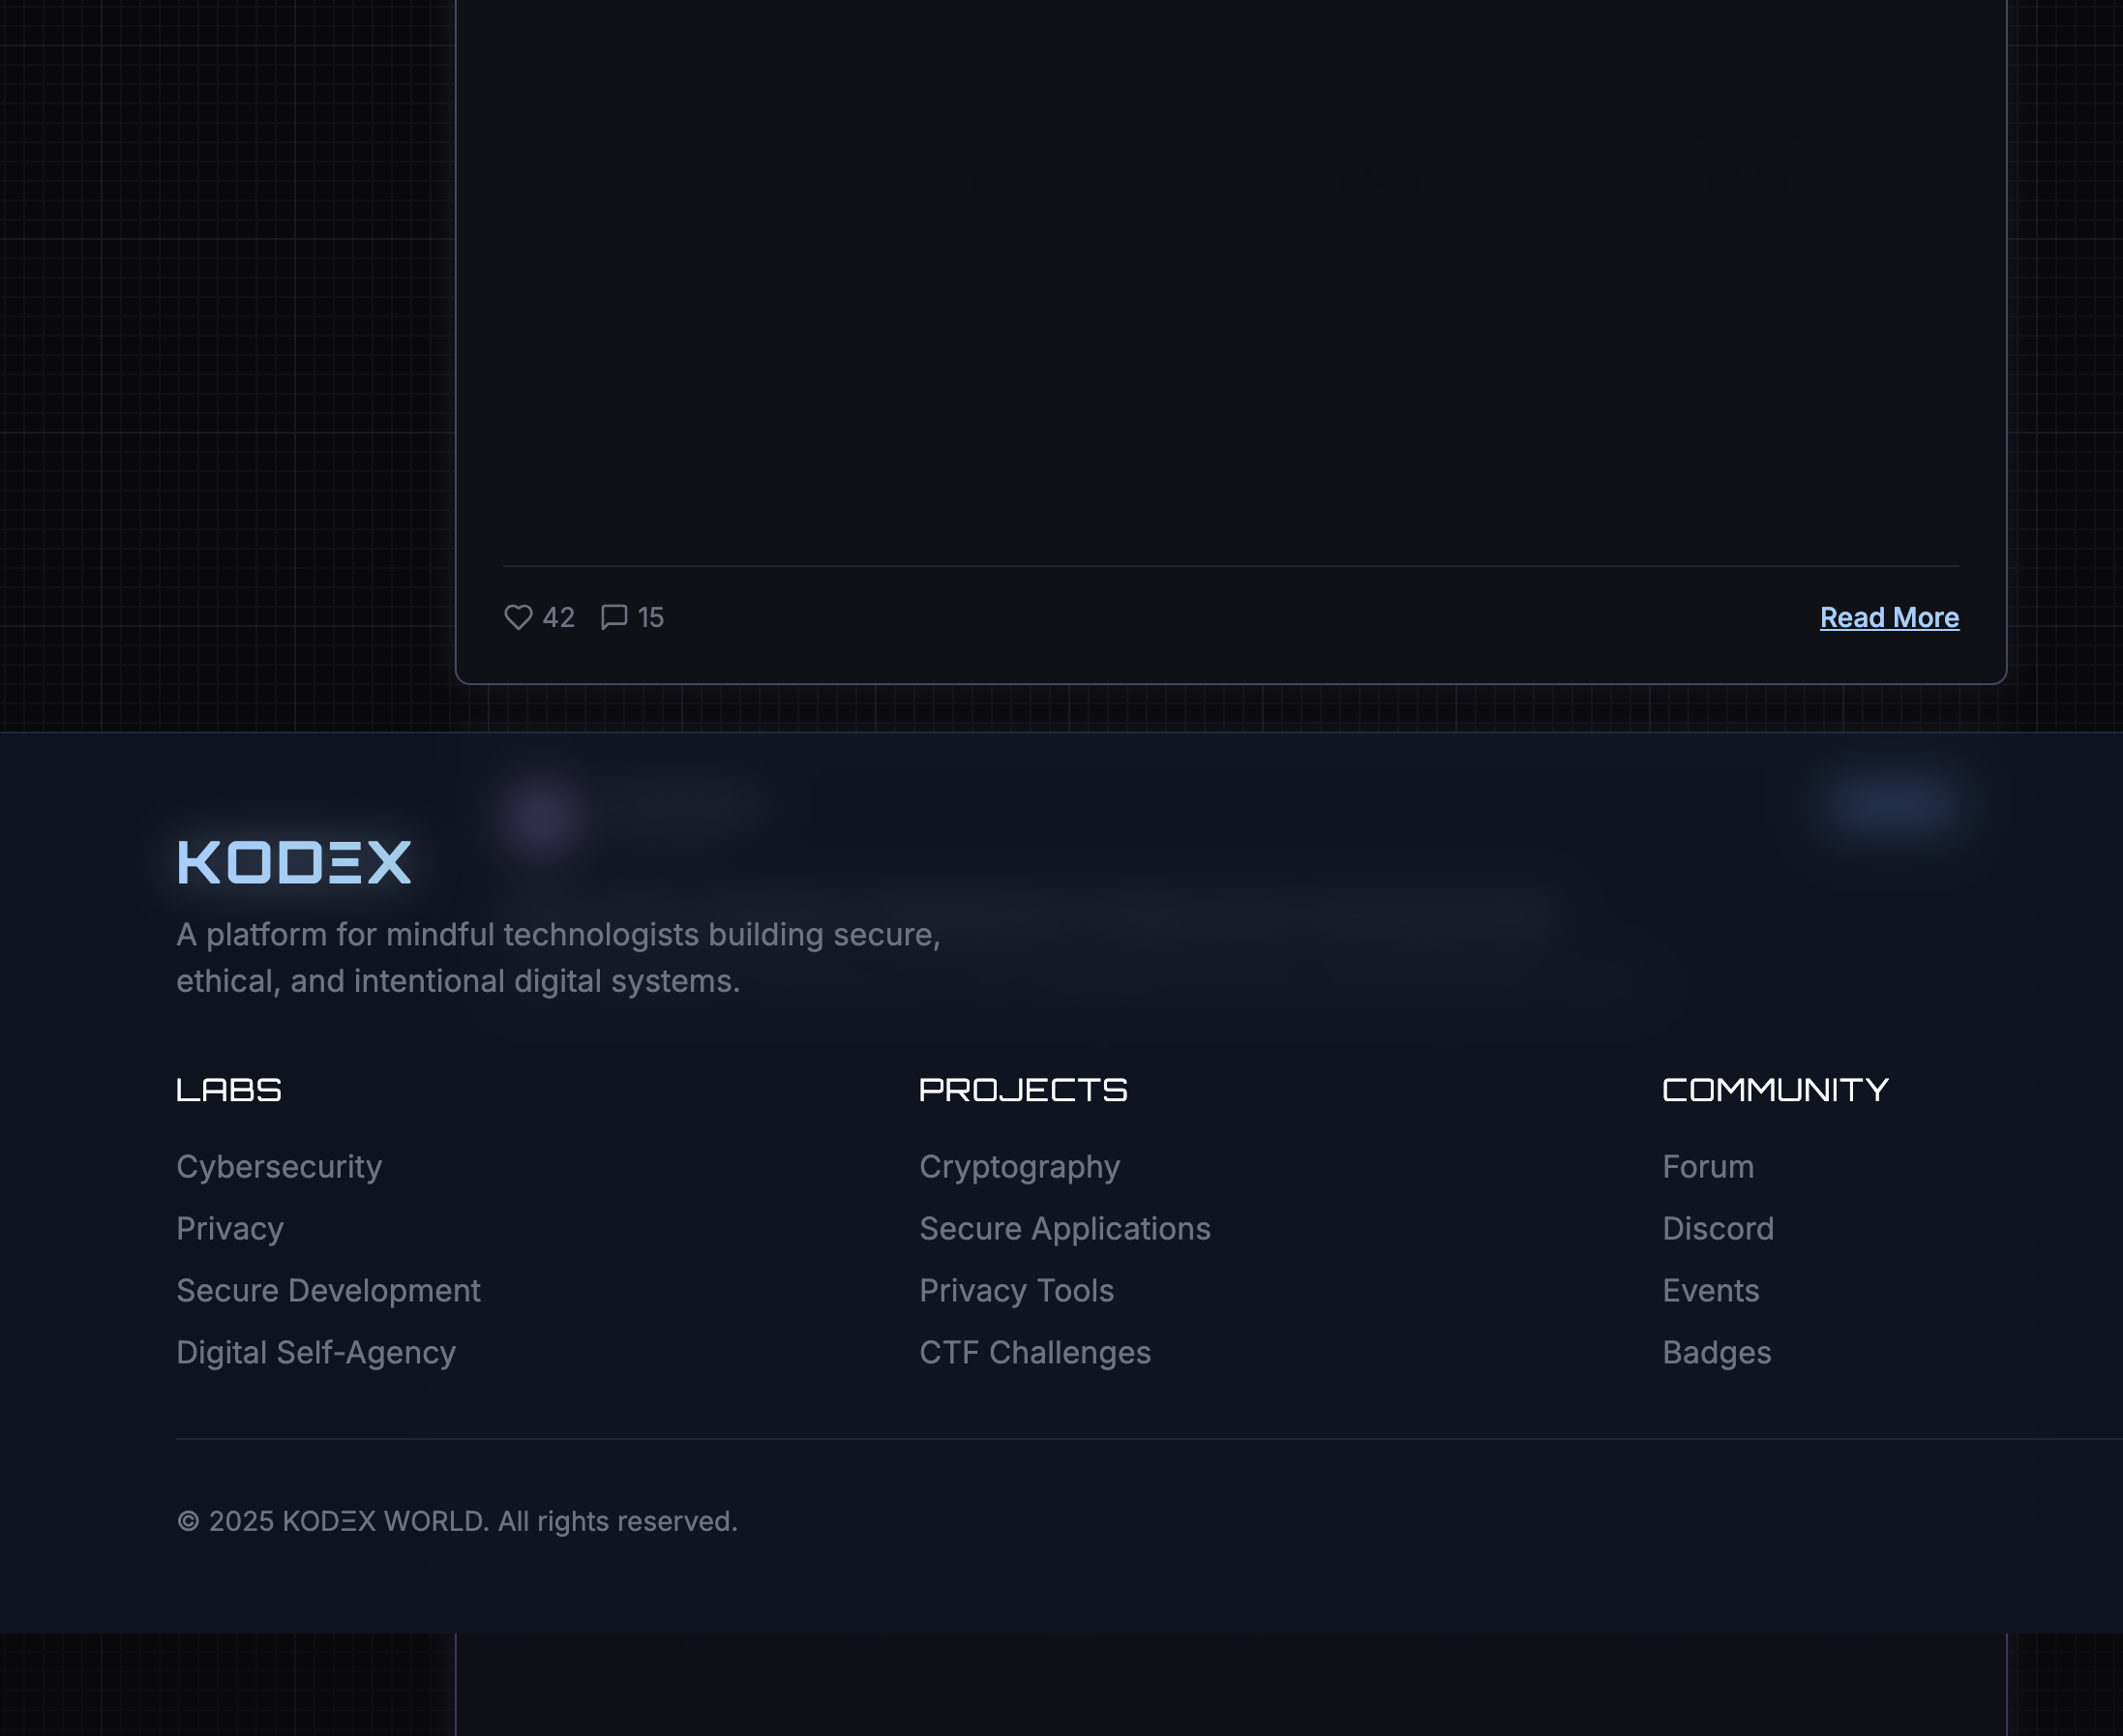 42 15 Read More
KODΞX
A platform for mindful technologists building secure,
ethical, and intentional digital systems.
LABS PROJECTS COMMUNITY
Cybersecurity Cryptography Forum
Privacy Secure Applications Discord
Secure Development Privacy Tools Events
Digital Self-Agency CTF Challenges Badges
© 2025 KODΞX WORLD. All rights reserved.